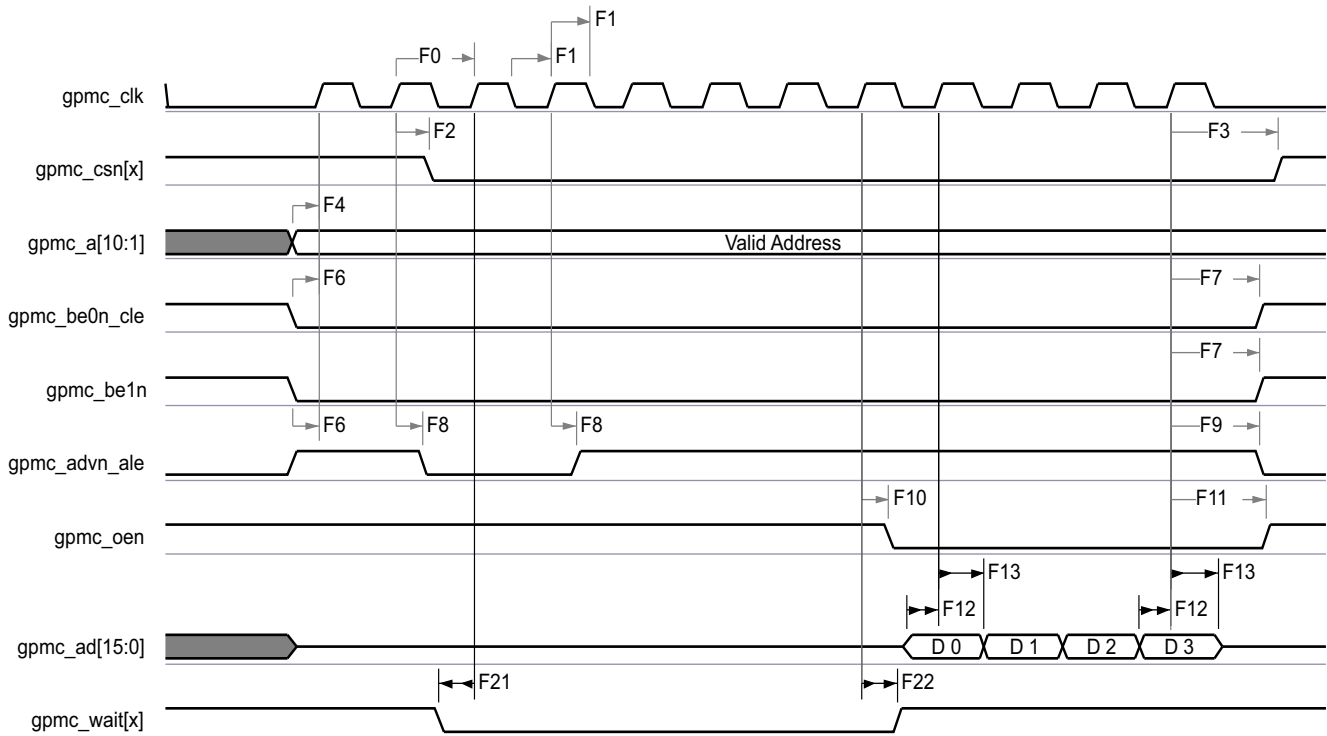 F1
F0
F1
gpmc_clk
F2
F3
gpmc_csn[x]
F4
gpmc_a[10:1]
Valid Address
F6
F7
gpmc_be0n_cle
F7
gpmc_be1n
F6
F8
F8
F9
gpmc_advn_ale
F10
F11
gpmc_oen
F13
F13
F12
F12
gpmc_ad[15:0]
D 0
D 1
D 2
D 3
F21
F22
gpmc_wait[x]